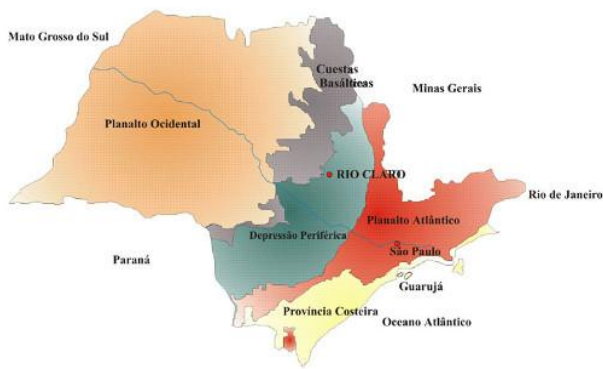 Mato Grosso do Sul
Cuestas
Basálticas
Minas Gerais
Planalto Ocidental
RIO CLARO
Rio de Janeiro
Planalto Atlântico
Depressão Periférica
São Paulo
Paraná
Guarujá
Província Costeira
Oceano Atlântico